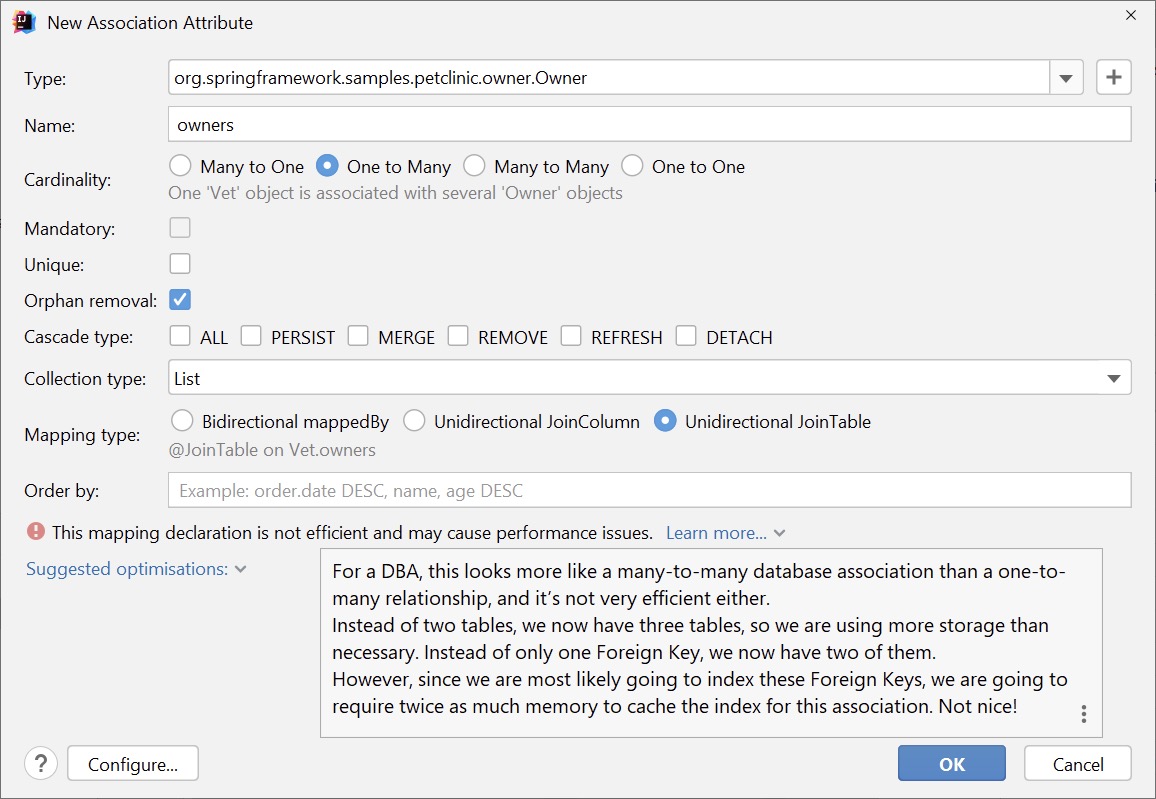 New Association Attribute
Type: org.springframework.samples.petclinic.owner.Owner
Name: owners
Cardinality: Many to One One to Many Many to Many One to One
One 'Vet' object is associated with several 'Owner' objects
Mandatory:
Unique:
Orphan removal:
Cascade type: ALL PERSIST MERGE REMOVE REFRESH DETACH
Collection type: List
Mapping type: Bidirectional mappedBy Unidirectional JoinColumn Unidirectional JoinTable
@JoinTable on Vet.owners
Order by: Example: order.date DESC, name, age DESC
This mapping declaration is not efficient and may cause performance issues. Learn more...
Suggested optimisations:
For a DBA, this looks more like a many-to-many database association than a one-to-
many relationship, and it’s not very efficient either.
Instead of two tables, we now have three tables, so we are using more storage than
necessary. Instead of only one Foreign Key, we now have two of them.
However, since we are most likely going to index these Foreign Keys, we are going to
require twice as much memory to cache the index for this association. Not nice!
? Configure... OK Cancel